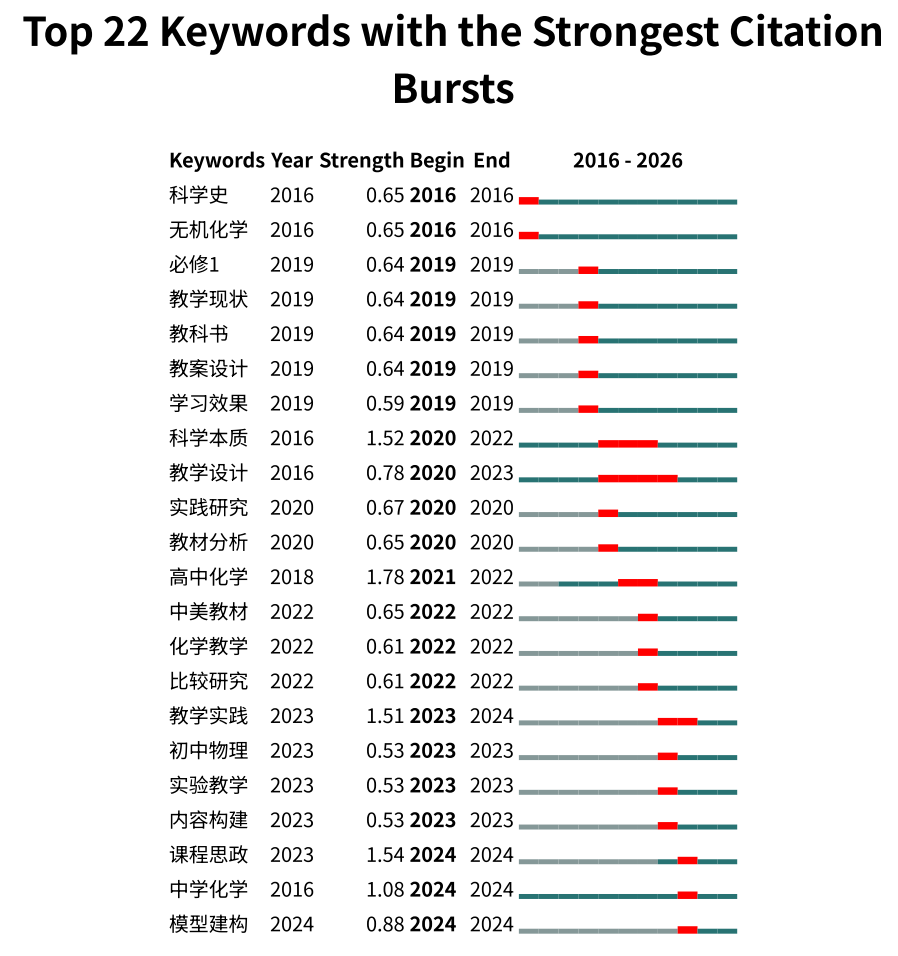 Top 22 Keywords with the Strongest Citation
Bursts
Keywords Year Strength Begin End 2016 - 2026
科学史 2016 0.65 2016 2016
无机化学 2016 0.65 2016 2016
必修1 2019 0.64 2019 2019
教学现状 2019 0.64 2019 2019
教科书 2019 0.64 2019 2019
教案设计 2019 0.64 2019 2019
学习效果 2019 0.59 2019 2019
科学本质 2016 1.52 2020 2022
教学设计 2016 0.78 2020 2023
实践研究 2020 0.67 2020 2020
教材分析 2020 0.65 2020 2020
高中化学 2018 1.78 2021 2022
中美教材 2022 0.65 2022 2022
化学教学 2022 0.61 2022 2022
比较研究 2022 0.61 2022 2022
教学实践 2023 1.51 2023 2024
初中物理 2023 0.53 2023 2023
实验教学 2023 0.53 2023 2023
内容构建 2023 0.53 2023 2023
课程思政 2023 1.54 2024 2024
中学化学 2016 1.08 2024 2024
模型建构 2024 0.88 2024 2024